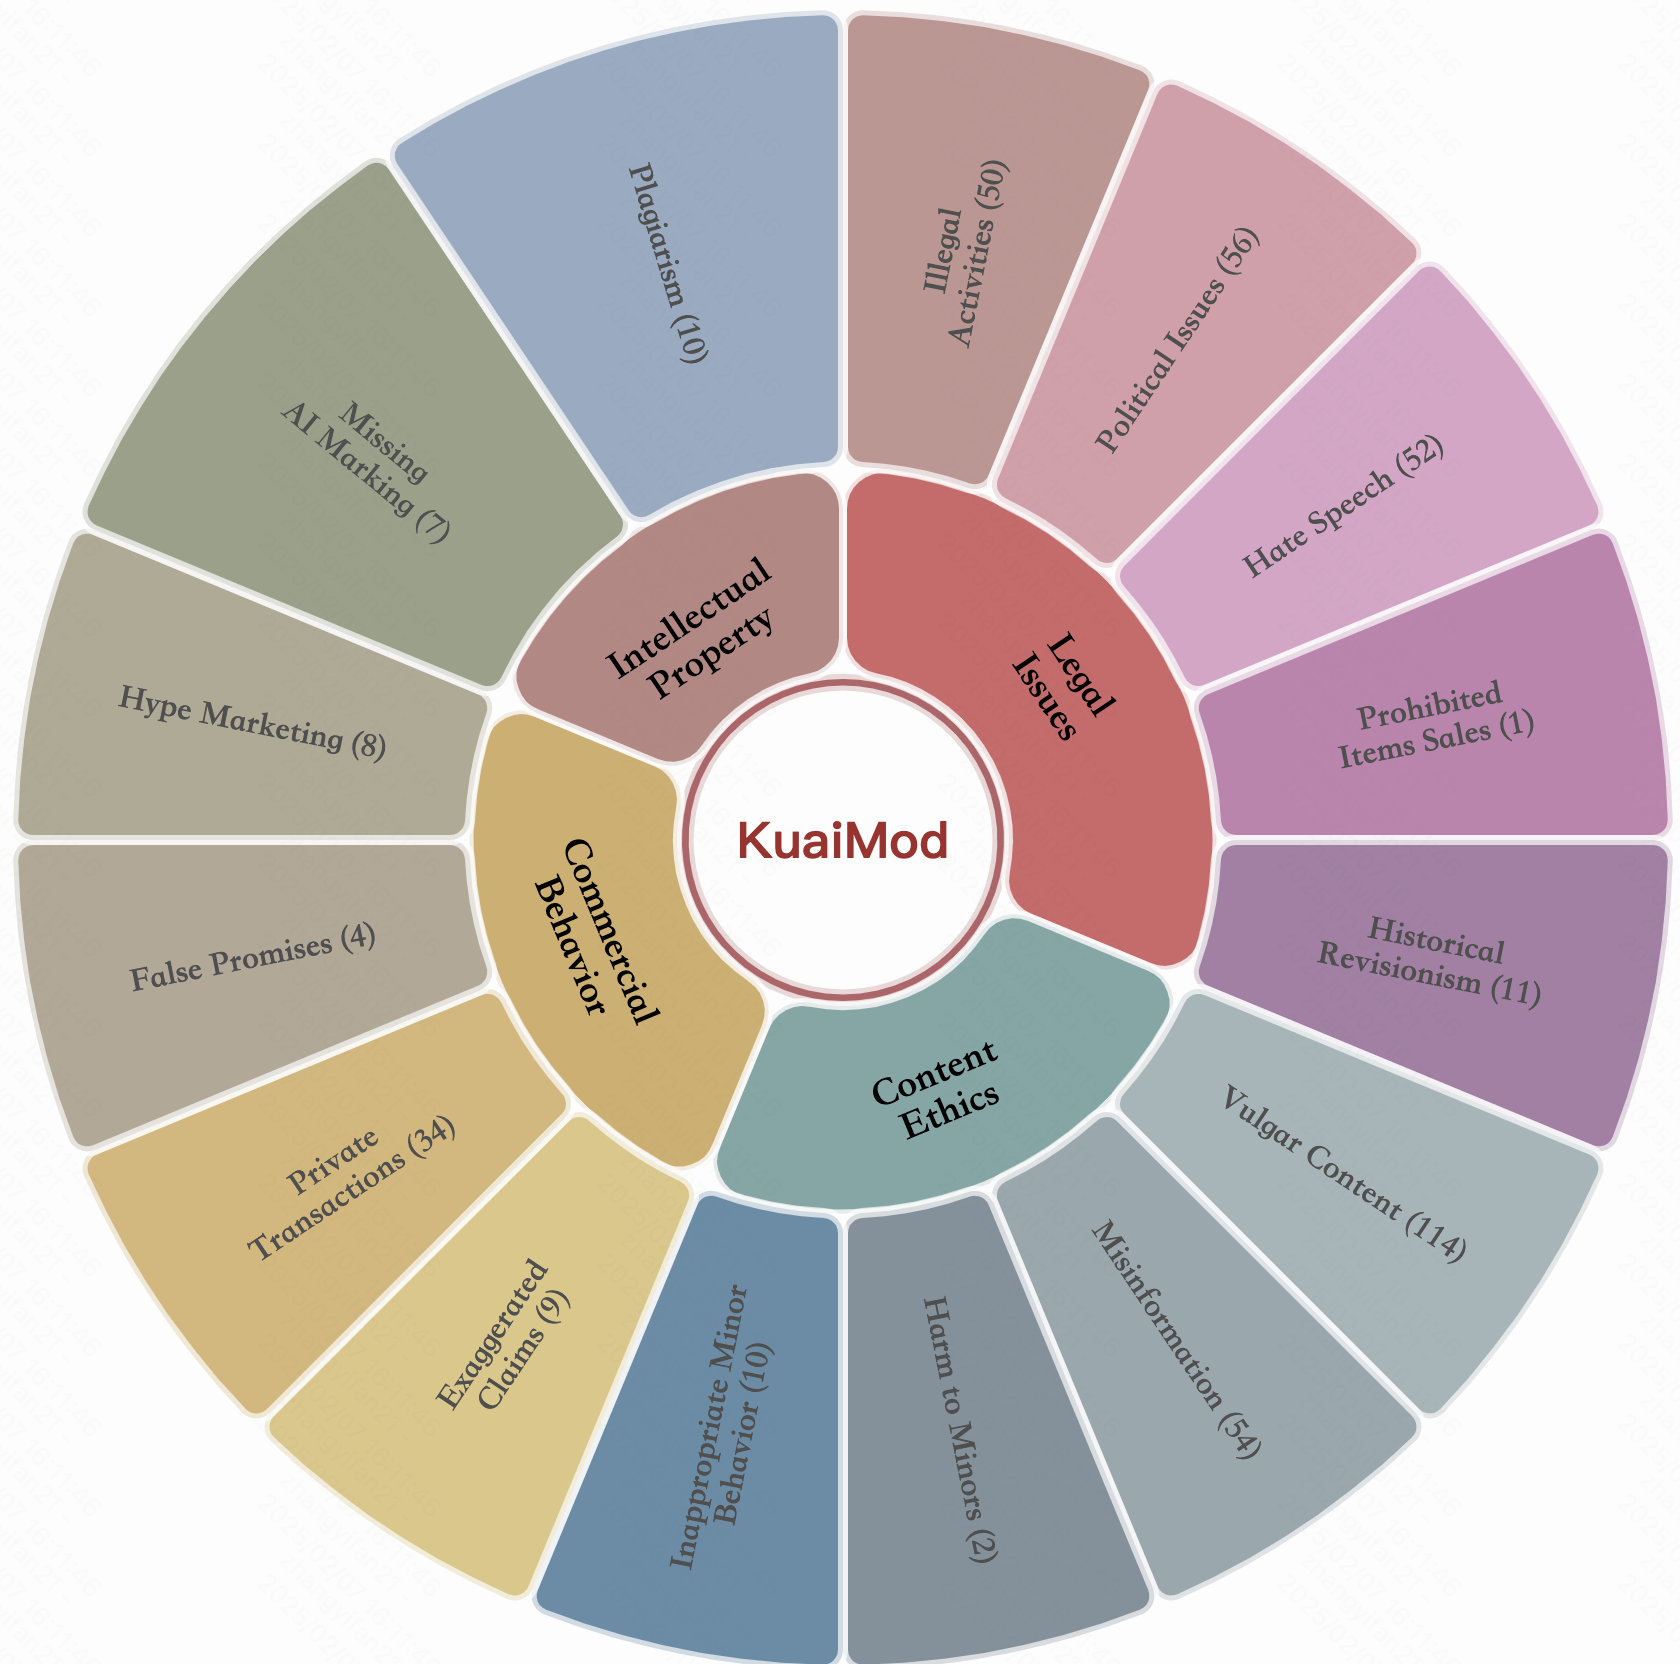 KuaiMod
Legal
Issues
Content
Ethics
Commercial
Behavior
Intellectual
Property
Illegal
Activities (50)
Political Issues (56)
Hate Speech (52)
Prohibited
Items Sales (1)
Historical
Revisionism (11)
Vulgar Content (114)
Misinformation (54)
Harm to Minors (2)
Inappropriate Minor
Behavior (10)
Exaggerated
Claims (9)
Private
Transactions (34)
False Promises (4)
Hype Marketing (8)
Missing
AI Marking (7)
Plagiarism (10)